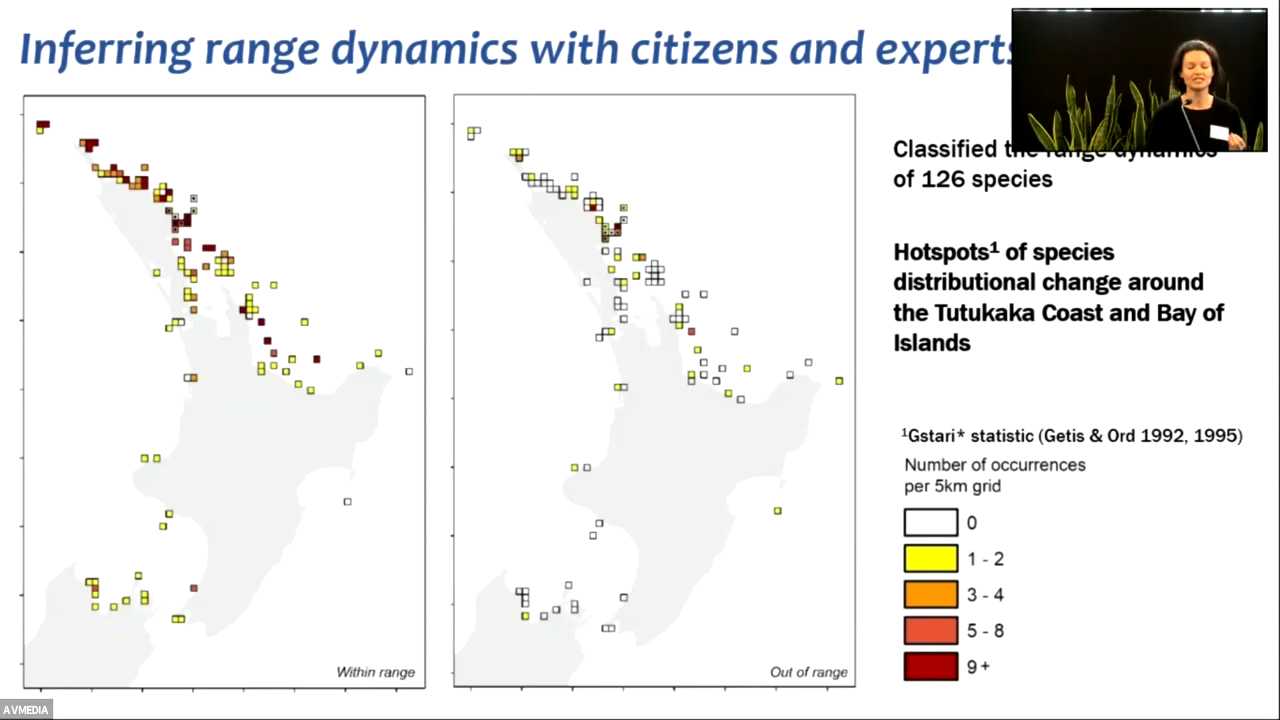 Inferring range dynamics with citizens and experts
Classified the range dynamics
of 126 species
Hotspots¹ of species
distributional change around
the Tutukaka Coast and Bay of
Islands
¹Gstari* statistic (Getis & Ord 1992, 1995)
Number of occurrences
per 5km grid
0
1 - 2
3 - 4
5 - 8
9+
Within range
Out of range
AVMEDIA